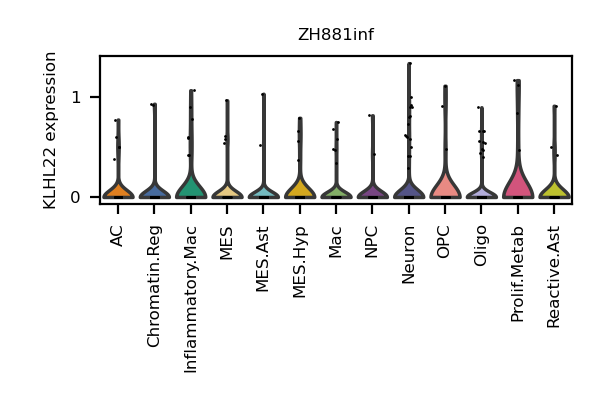 ZH881inf
KLHL22 expression
1
0
AC
Chromatin.Reg
Inflammatory.Mac
MES
MES.Ast
MES.Hyp
Mac
NPC
Neuron
OPC
Oligo
Prolif.Metab
Reactive.Ast